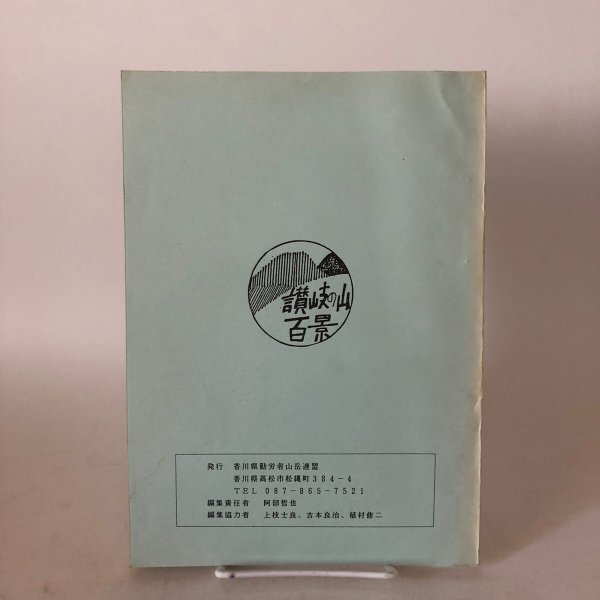 讃岐の山
百景
発行 香川県勤労者山岳連盟
香川県高松市松縄町384-4
TEL 087-865-7521
編集責任者 阿部哲也
編集協力者 上枝士良、古本良治、植村修二